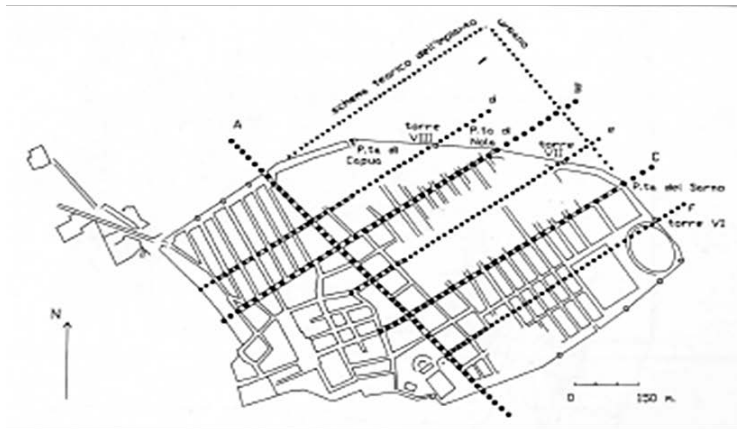 schema teorico dell'impianto
urbano
d
B
A
torre
VIII
P.ta di
Nola
P.ta di
Capua
torre
VII
e
C
P.ta del Sarno
F
torre VI
N
0
150 m.